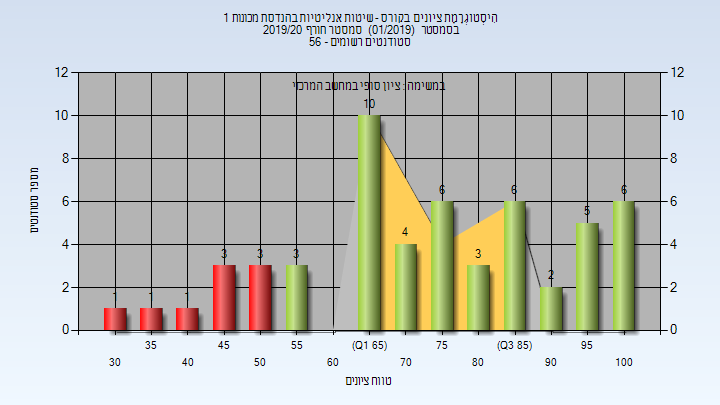 היסטוגרמת ציונים בקורס - שיטות אנליטיות בהנדסת מכונות 1
בסמסטר (01/2019) סמסטר חורף 2019/20
סטודנטים רשומים - 56
במשימה : ציון סופי במחשב המרכזי
12 12
10 10
8 8
6 6
4 4
2 2
0 0
1 1 1 3 3 3 10 4 6 3 6 2 5 6
מספר סטודנטים
35 45 55 (Q1 65) 75 (Q3 85) 95
30 40 50 60 70 80 90 100
טווח ציונים